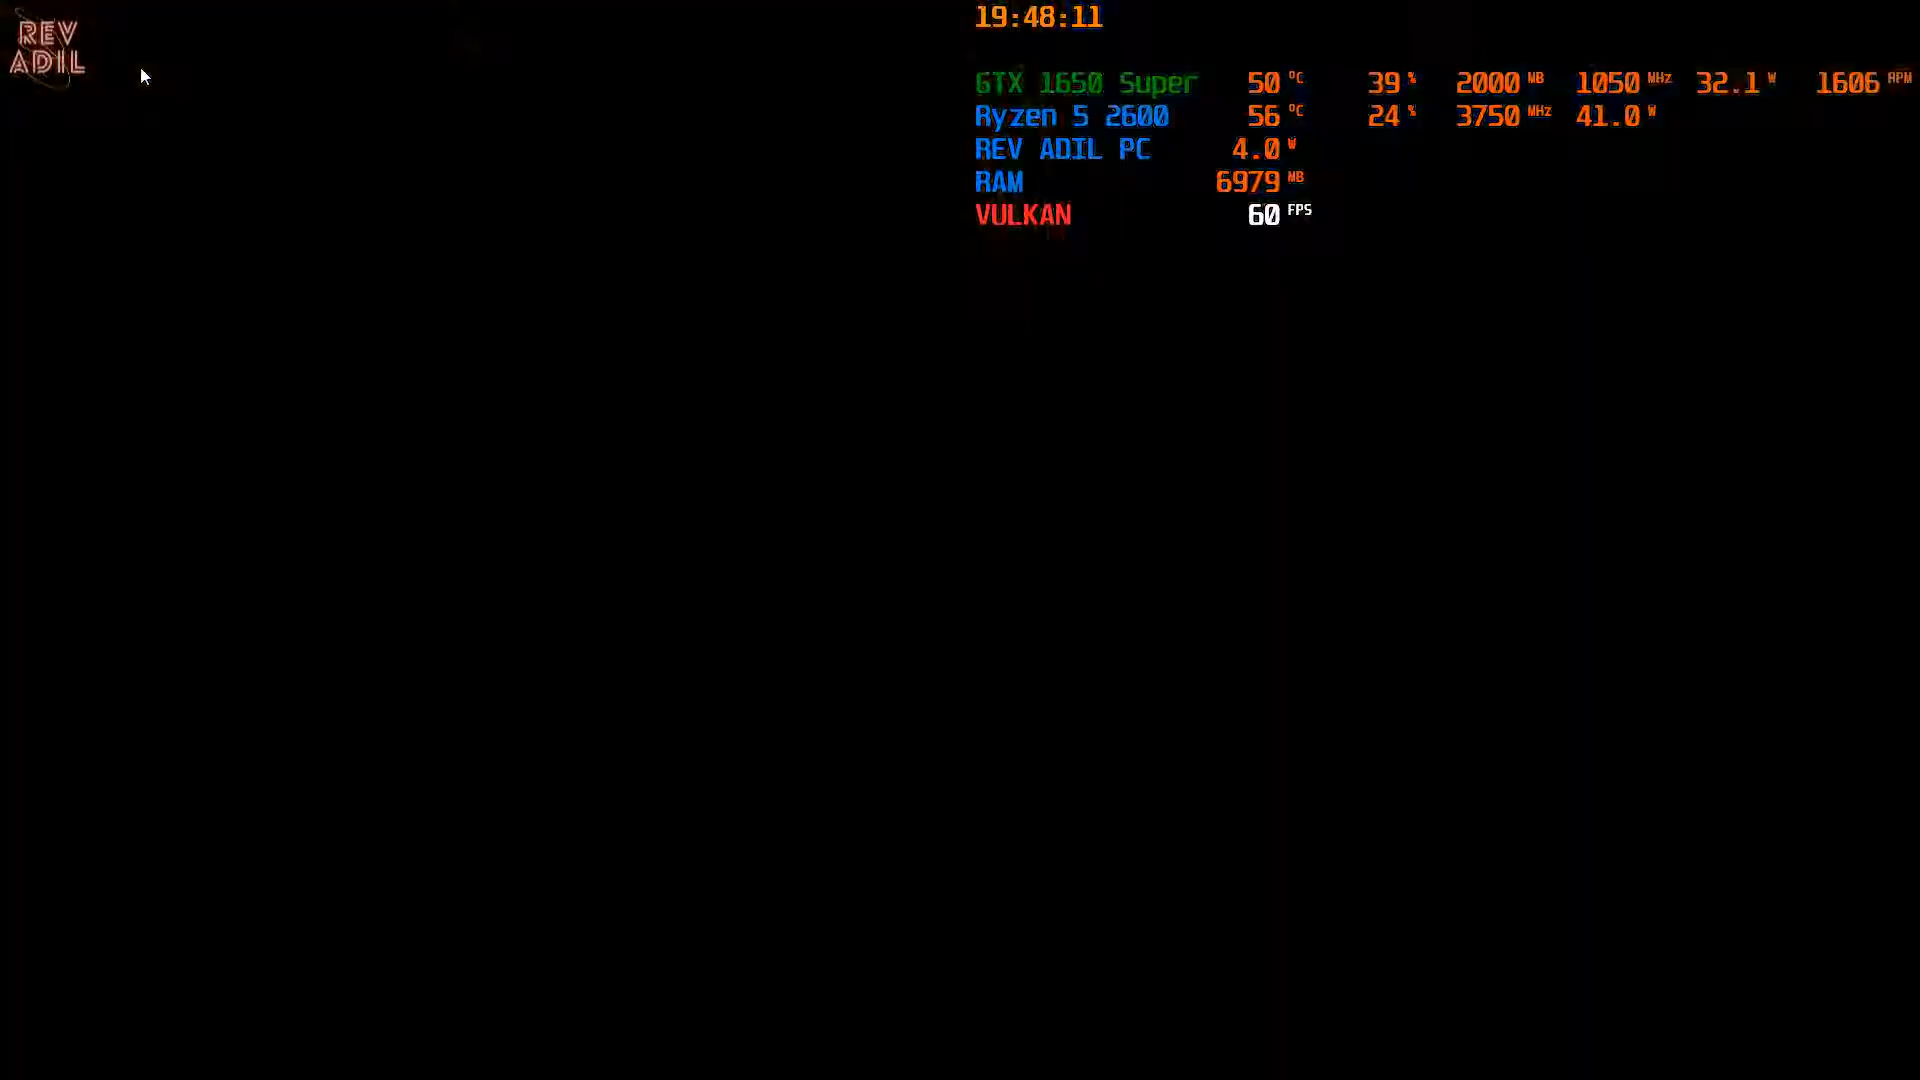 REV
ADIL
19:48:11
GTX 1650 Super 50 °C 39 % 2000 MB 1050 MHz 32.1 W 1606 RPM
Ryzen 5 2600 56 °C 24 % 3750 MHz 41.0 W
REV ADIL PC 4.0 W
RAM 6979 MB
VULKAN 60 FPS